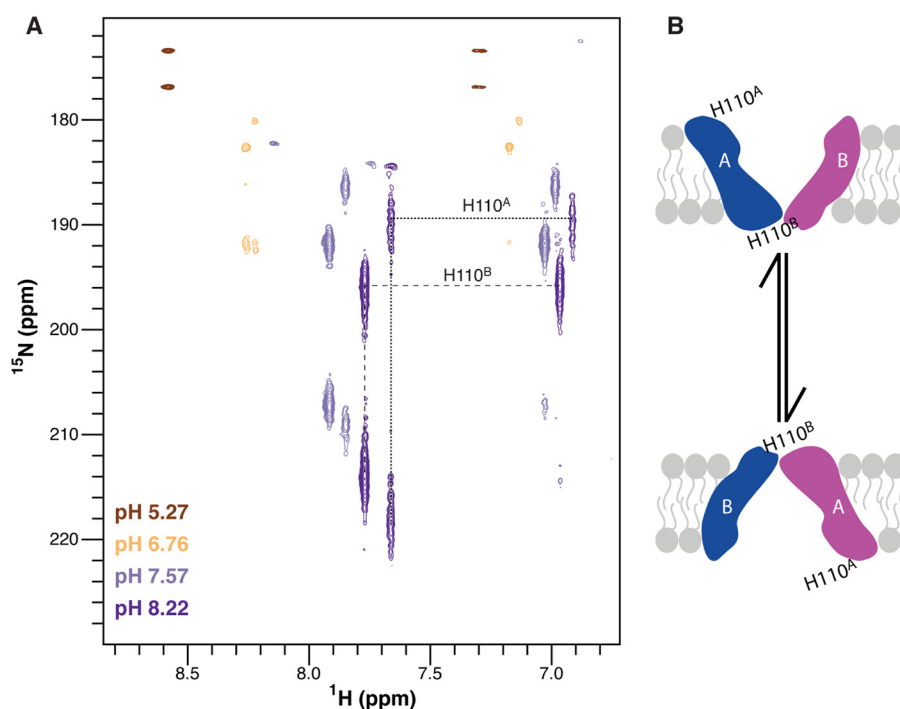 A
B
180
190
200
210
220
¹⁵N (ppm)
H110ᴬ
H110ᴮ
pH 5.27
pH 6.76
pH 7.57
pH 8.22
8.5
8.0
7.5
7.0
¹H (ppm)
H110ᴬ
A
B
H110ᴮ
H110ᴮ
B
A
H110ᴬ